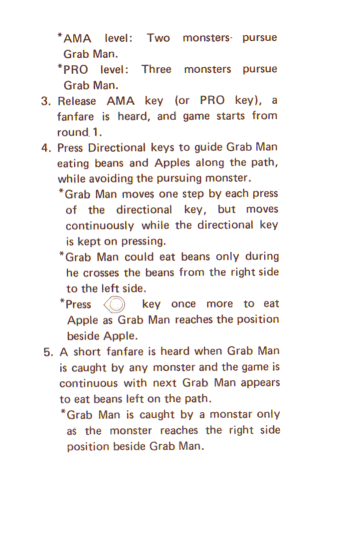 *AMA level: Two monsters pursue
Grab Man.
*PRO level: Three monsters pursue
Grab Man.
3. Release AMA key (or PRO key), a
fanfare is heard, and game starts from
round 1.
4. Press Directional keys to guide Grab Man
eating beans and Apples along the path,
while avoiding the pursuing monster.
*Grab Man moves one step by each press
of the directional key, but moves
continuously while the directional key
is kept on pressing.
*Grab Man could eat beans only during
he crosses the beans from the right side
to the left side.
*Press key once more to eat
Apple as Grab Man reaches the position
beside Apple.
5. A short fanfare is heard when Grab Man
is caught by any monster and the game is
continuous with next Grab Man appears
to eat beans left on the path.
*Grab Man is caught by a monstar only
as the monster reaches the right side
position beside Grab Man.